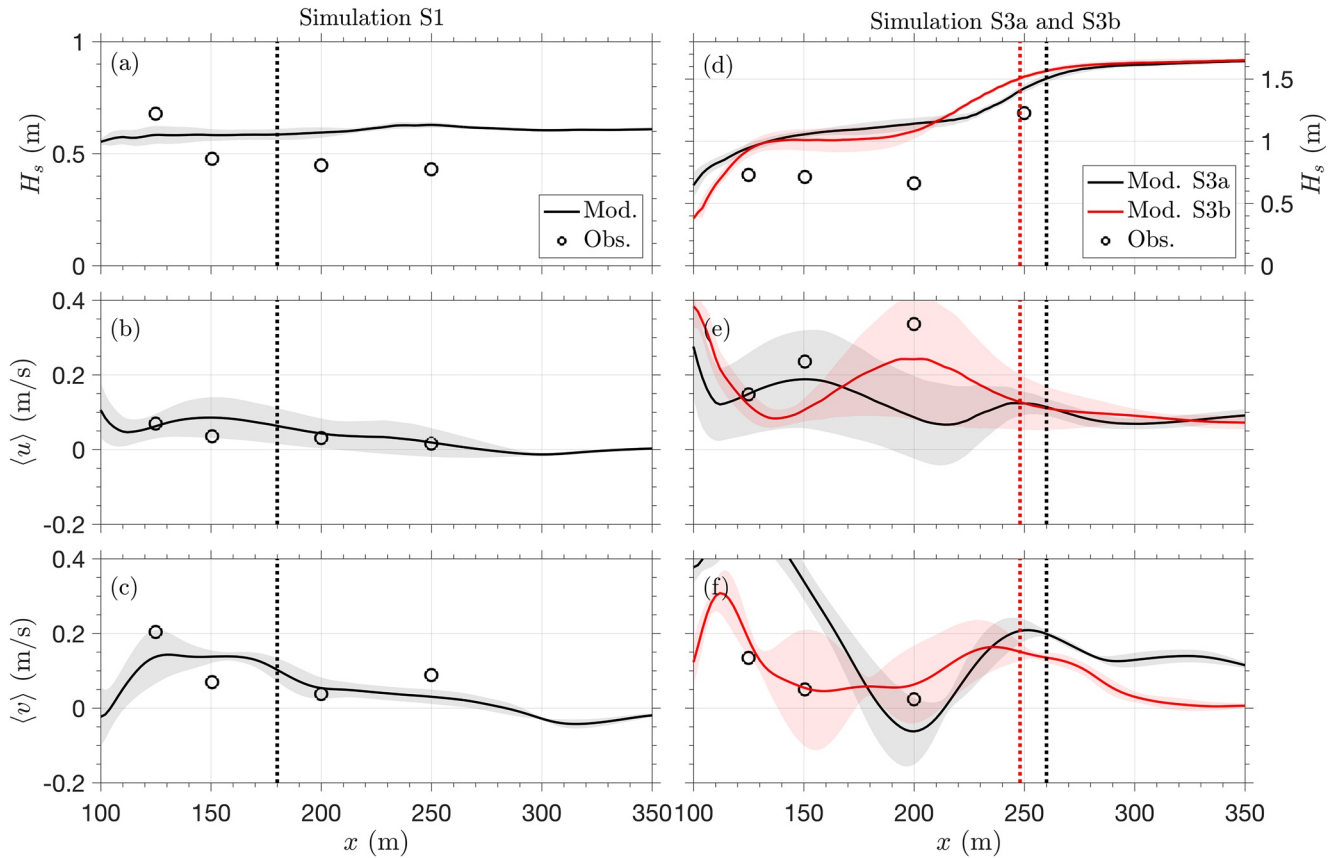 Simulation S1
Simulation S3a and S3b
(a)
1
0.5
0
H_s (m)
Mod.
Obs.
(d)
1.5
1
0.5
0
H_s (m)
Mod. S3a
Mod. S3b
Obs.
(b)
0.4
0.2
0
-0.2
⟨u⟩ (m/s)
(e)
(c)
0.4
0.2
0
-0.2
⟨v⟩ (m/s)
100 150 200 250 300 350
x (m)
(f)
100 150 200 250 300 350
x (m)